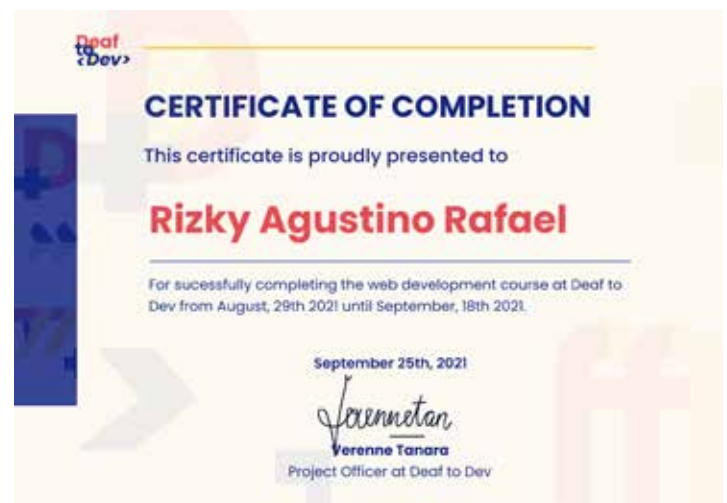 Deaf
to
<Dev>
CERTIFICATE OF COMPLETION
This certificate is proudly presented to
Rizky Agustino Rafael
For sucessfully completing the web development course at Deaf to
Dev from August, 29th 2021 until September, 18th 2021.
September 25th, 2021
Verennetan
Verenne Tanara
Project Officer at Deaf to Dev